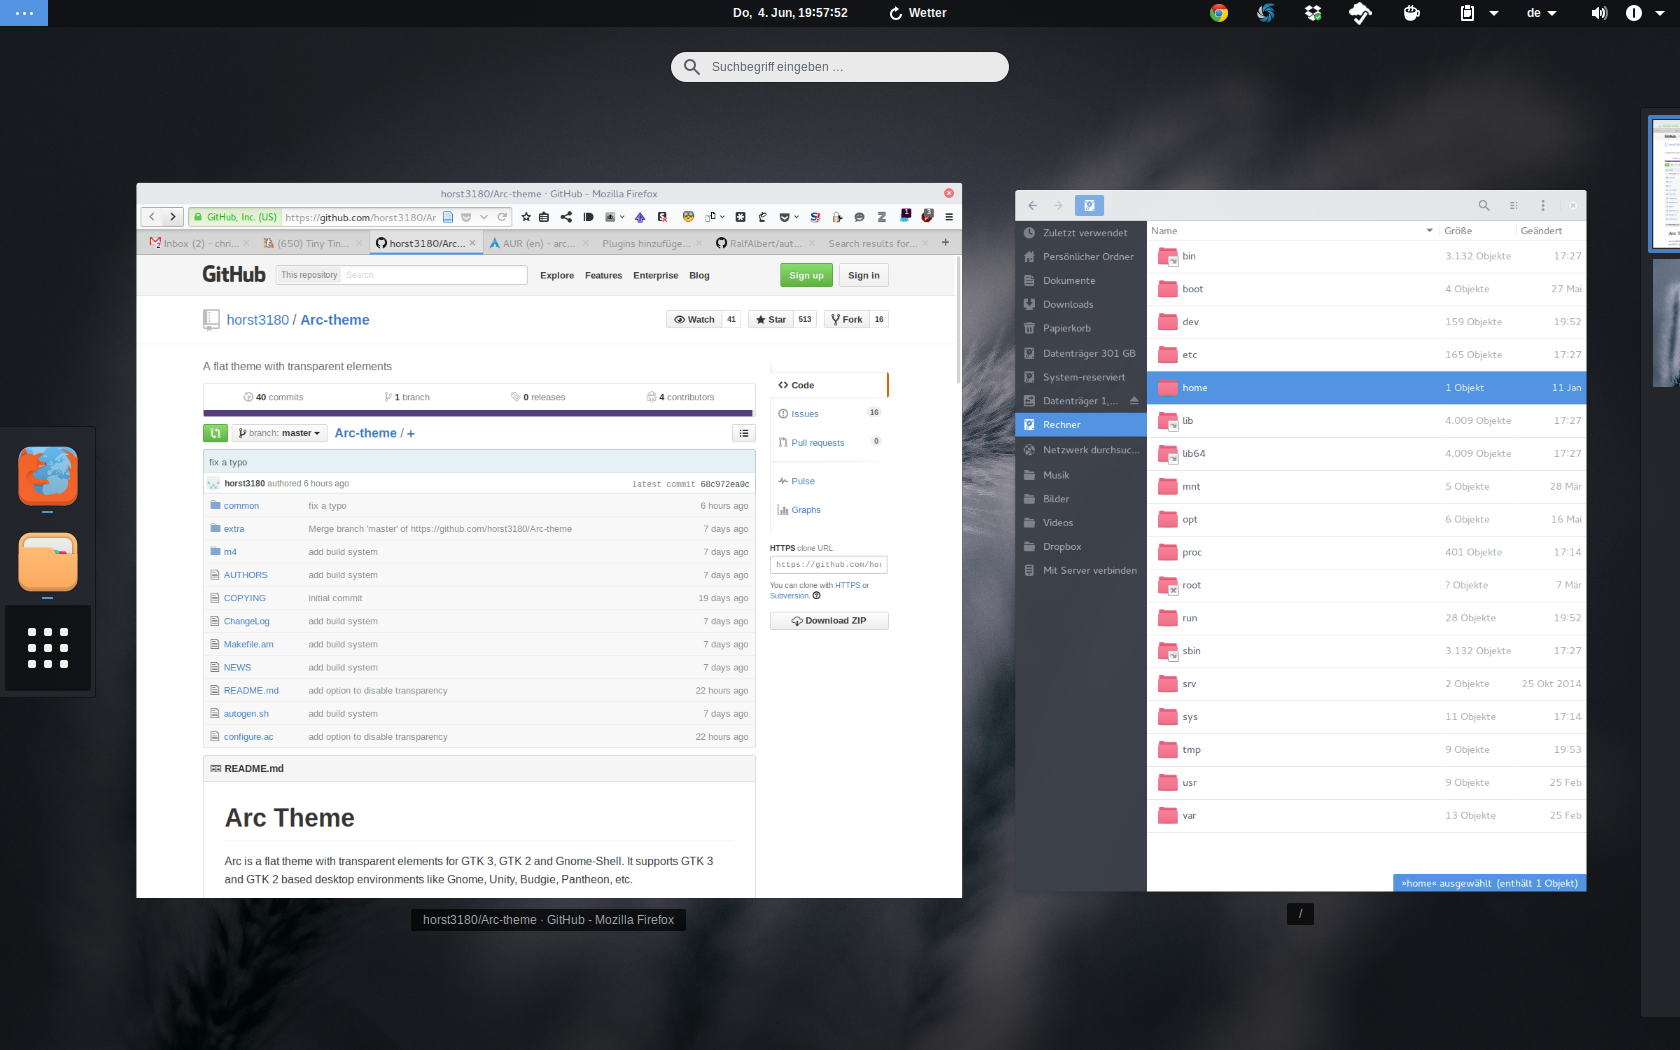 Do, 4. Jun, 19:57:52
Wetter
de
Suchbegriff eingeben …
horst3180/Arc-theme · GitHub - Mozilla Firefox
GitHub, Inc. (US)
https://github.com/horst3180/Ar
1
3
Inbox (2) - chri...
(650) Tiny Tin...
horst3180/Arc...
AUR (en) - arc...
Plugins hinzufüge...
RalfAlbert/aut...
Search results for...
GitHub
This repository
Search
Explore
Features
Enterprise
Blog
Sign up
Sign in
horst3180 / Arc-theme
Watch 41
Star 513
Fork 16
A flat theme with transparent elements
40 commits
1 branch
0 releases
4 contributors
branch: master
Arc-theme / +
fix a typo
horst3180 authored 6 hours ago
latest commit 68c972ea0c
common fix a typo 6 hours ago
extra Merge branch 'master' of https://github.com/horst3180/Arc-theme 7 days ago
m4 add build system 7 days ago
AUTHORS add build system 7 days ago
COPYING initial commit 19 days ago
ChangeLog add build system 7 days ago
Makefile.am add build system 7 days ago
NEWS add build system 7 days ago
README.md add option to disable transparency 22 hours ago
autogen.sh add build system 7 days ago
configure.ac add option to disable transparency 22 hours ago
README.md
Arc Theme
Arc is a flat theme with transparent elements for GTK 3, GTK 2 and Gnome-Shell. It supports GTK 3
and GTK 2 based desktop environments like Gnome, Unity, Budgie, Pantheon, etc.
Code
Issues 16
Pull requests 0
Pulse
Graphs
HTTPS clone URL
https://github.com/hor
You can clone with HTTPS or
Subversion.
Download ZIP
horst3180/Arc-theme · GitHub - Mozilla Firefox
Zuletzt verwendet
Persönlicher Ordner
Dokumente
Downloads
Papierkorb
Datenträger 301 GB
System-reserviert
Datenträger 1,...
Rechner
Netzwerk durchsuc...
Musik
Bilder
Videos
Dropbox
Mit Server verbinden
Name Größe Geändert
bin 3.132 Objekte 17:27
boot 4 Objekte 27 Mai
dev 159 Objekte 19:52
etc 165 Objekte 17:27
home 1 Objekt 11 Jan
lib 4.009 Objekte 17:27
lib64 4.009 Objekte 17:27
mnt 5 Objekte 28 Mär
opt 6 Objekte 16 Mai
proc 401 Objekte 17:14
root ? Objekte 7 Mär
run 28 Objekte 19:52
sbin 3.132 Objekte 17:27
srv 2 Objekte 25 Okt 2014
sys 11 Objekte 17:14
tmp 9 Objekte 19:53
usr 9 Objekte 25 Feb
var 13 Objekte 25 Feb
»home« ausgewählt (enthält 1 Objekt)
/